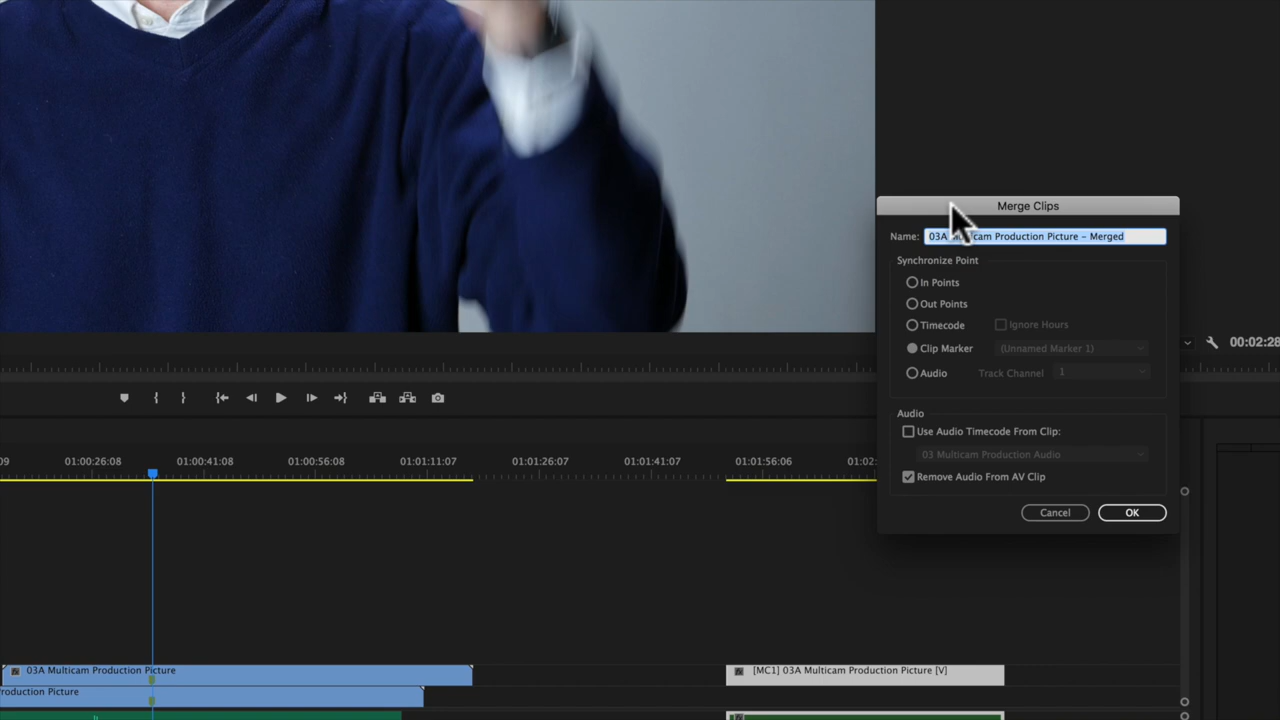 Merge Clips
Name: 03A Multicam Production Picture – Merged
Synchronize Point
In Points
Out Points
Timecode Ignore Hours
Clip Marker (Unnamed Marker 1)
Audio Track Channel 1
00:02:28
Audio
Use Audio Timecode From Clip:
03 Multicam Production Audio
Remove Audio From AV Clip
Cancel OK
09 01:00:26:08 01:00:41:08 01:00:56:08 01:01:11:07 01:01:26:07 01:01:41:07 01:01:56:06 01:02:
03A Multicam Production Picture [MC1] 03A Multicam Production Picture [V]
roduction Picture